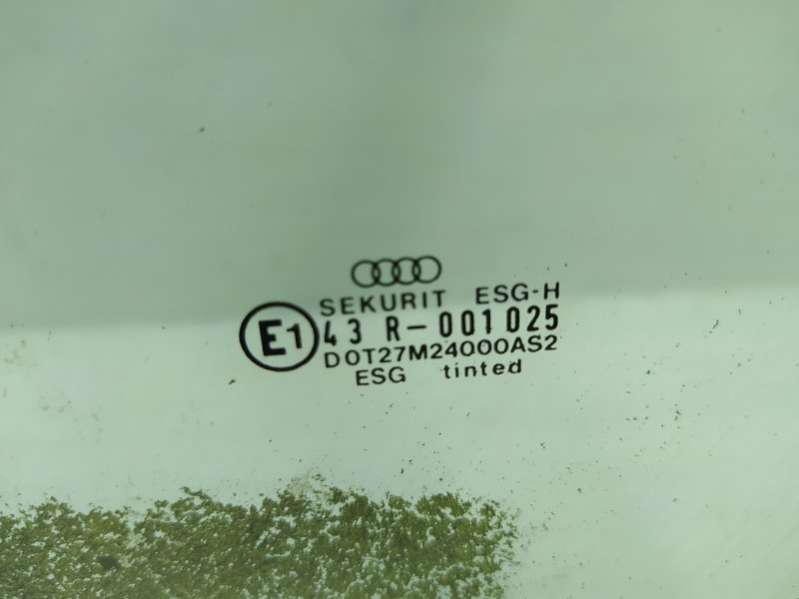 SEKURIT ESG-H
E1 43 R-001025
DOT27M24000AS2
ESG tinted